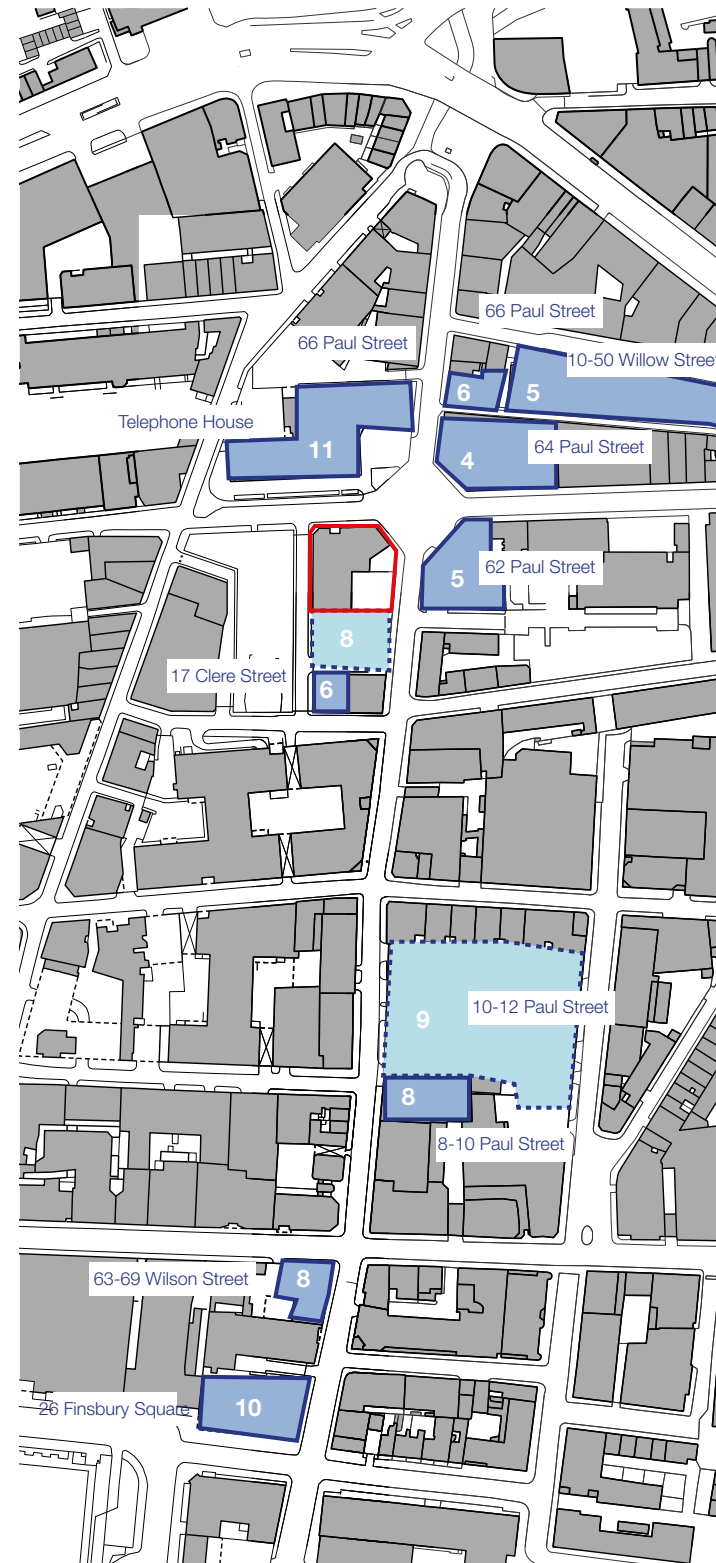 66 Paul Street
66 Paul Street
10-50 Willow Street
6
5
Telephone House
11
4
64 Paul Street
5
62 Paul Street
8
17 Clere Street
6
9
10-12 Paul Street
8
8-10 Paul Street
63-69 Wilson Street
8
26 Finsbury Square
10